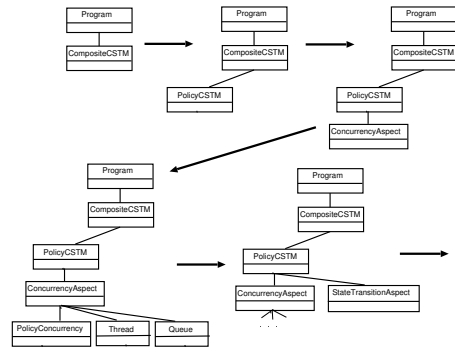 Program
CompositeCSTM
Program
CompositeCSTM
PolicyCSTM
Program
CompositeCSTM
PolicyCSTM
ConcurrencyAspect
Program
CompositeCSTM
PolicyCSTM
ConcurrencyAspect
PolicyConcurrency
Thread
Queue
Program
CompositeCSTM
PolicyCSTM
ConcurrencyAspect
StateTransitionAspect
. . .